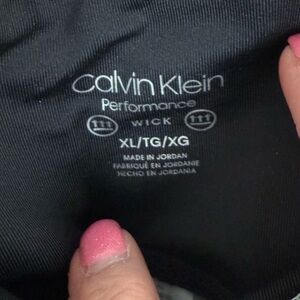 Calvin Klein
Performance
WICK
XL/TG/XG
MADE IN JORDAN
FABRIQUÉ EN JORDANIE
HECHO EN JORDANIA